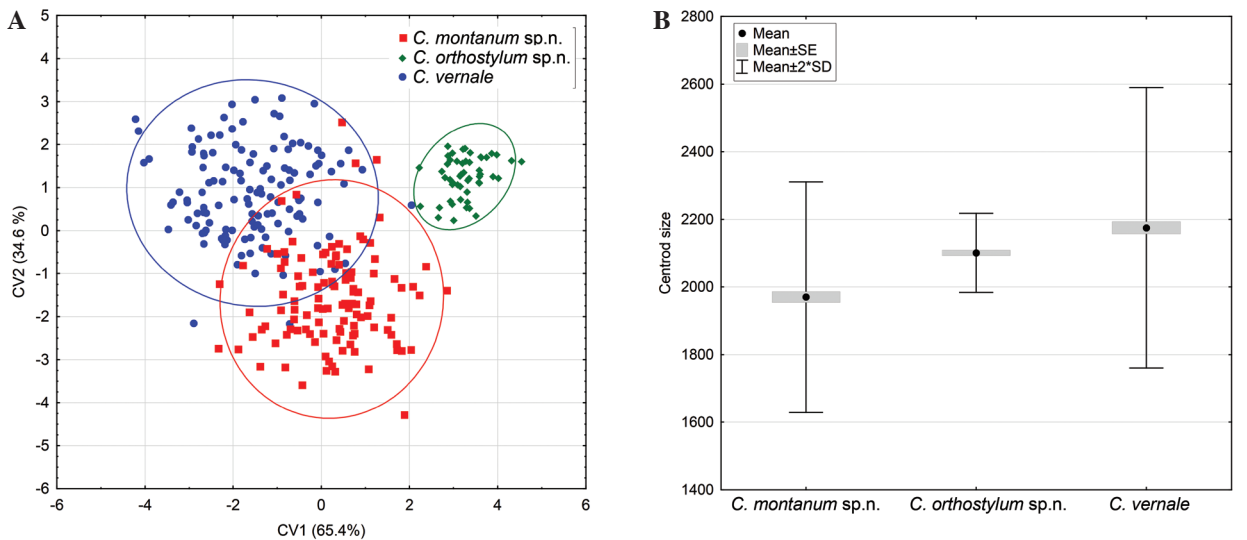 A
5
4
3
2
1
0
-1
-2
-3
-4
-5
-6
CV2 (34.6 %)
-6 -4 -2 0 2 4 6
CV1 (65.4%)
C. montanum sp.n.
C. orthostylum sp.n.
C. vernale
B
2800
2600
2400
2200
2000
1800
1600
1400
Centrod size
Mean
Mean±SE
Mean±2*SD
C. montanum sp.n. C. orthostylum sp.n. C. vernale